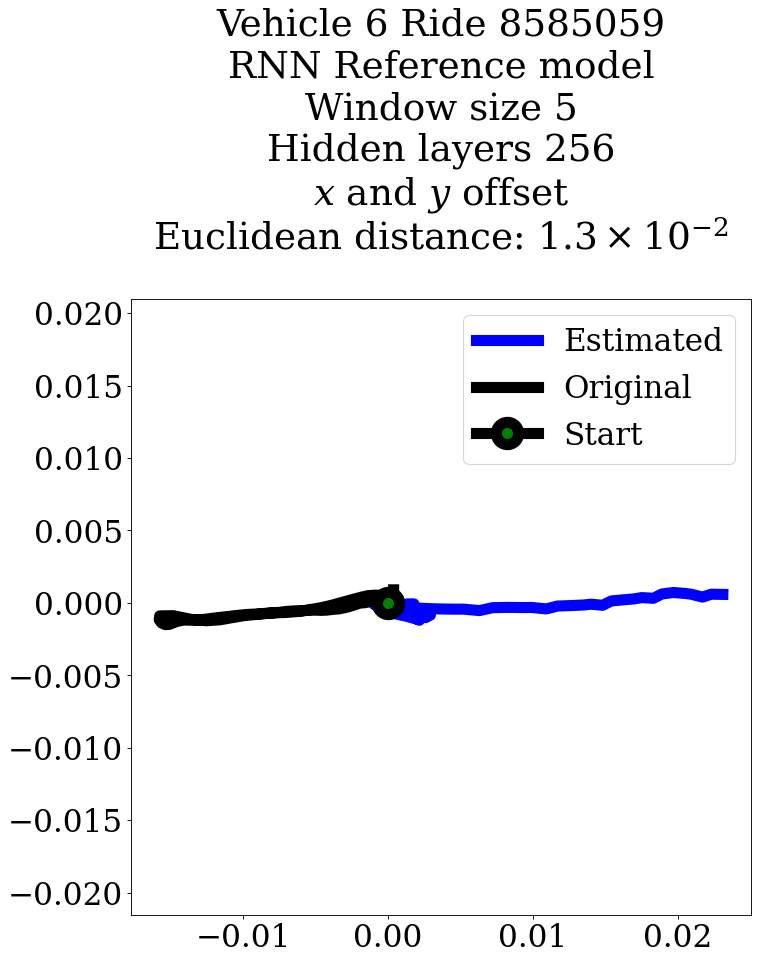 Vehicle 6 Ride 8585059
RNN Reference model
Window size 5
Hidden layers 256
x and y offset
Euclidean distance: 1.3 × 10⁻²
0.020
0.015
0.010
0.005
0.000
−0.005
−0.010
−0.015
−0.020
Estimated
Original
Start
−0.01 0.00 0.01 0.02